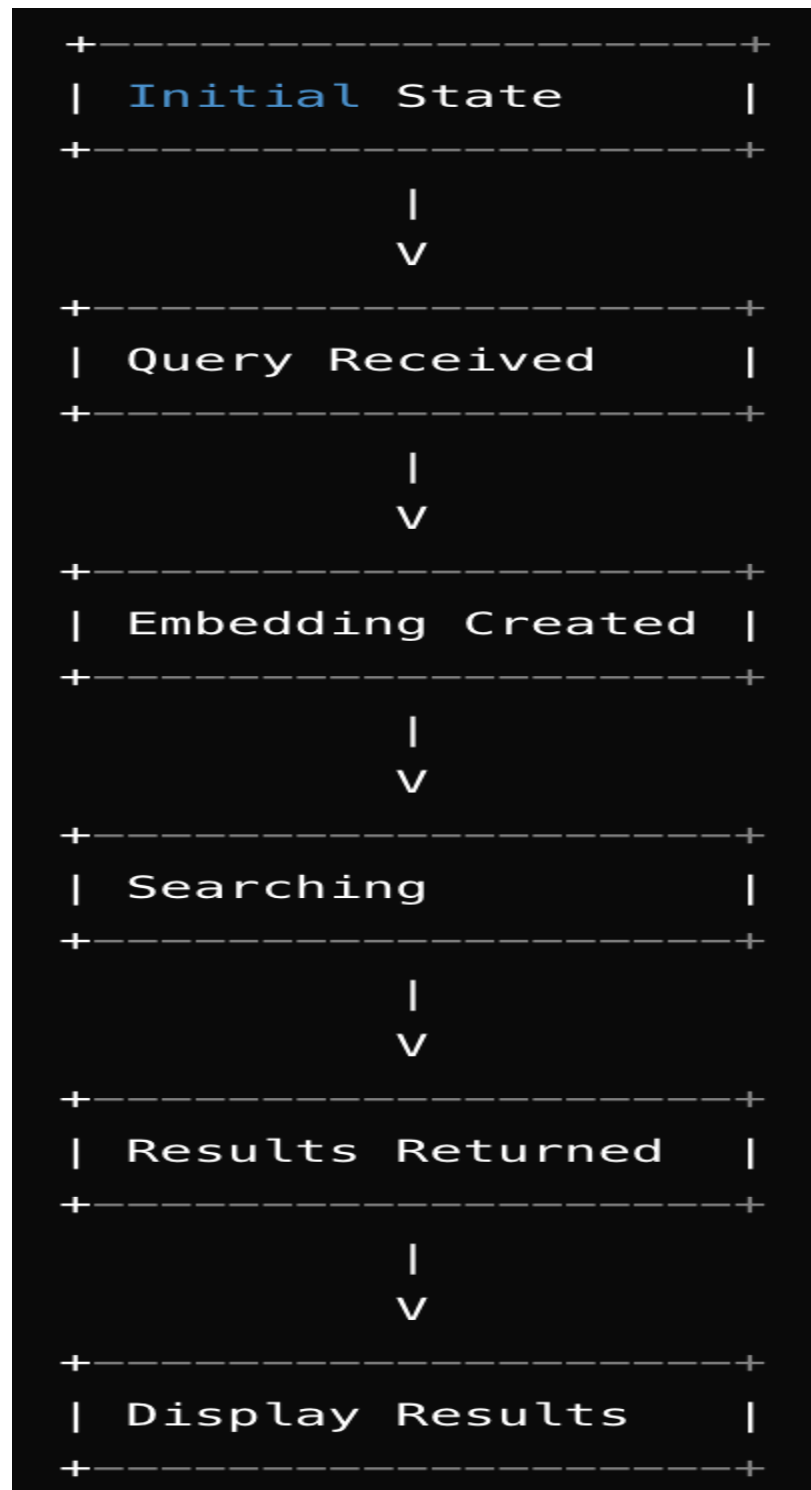 +--------------------+
| Initial State      |
+--------------------+
|
v
+--------------------+
| Query Received     |
+--------------------+
|
v
+--------------------+
| Embedding Created  |
+--------------------+
|
v
+--------------------+
| Searching          |
+--------------------+
|
v
+--------------------+
| Results Returned   |
+--------------------+
|
v
+--------------------+
| Display Results    |
+--------------------+